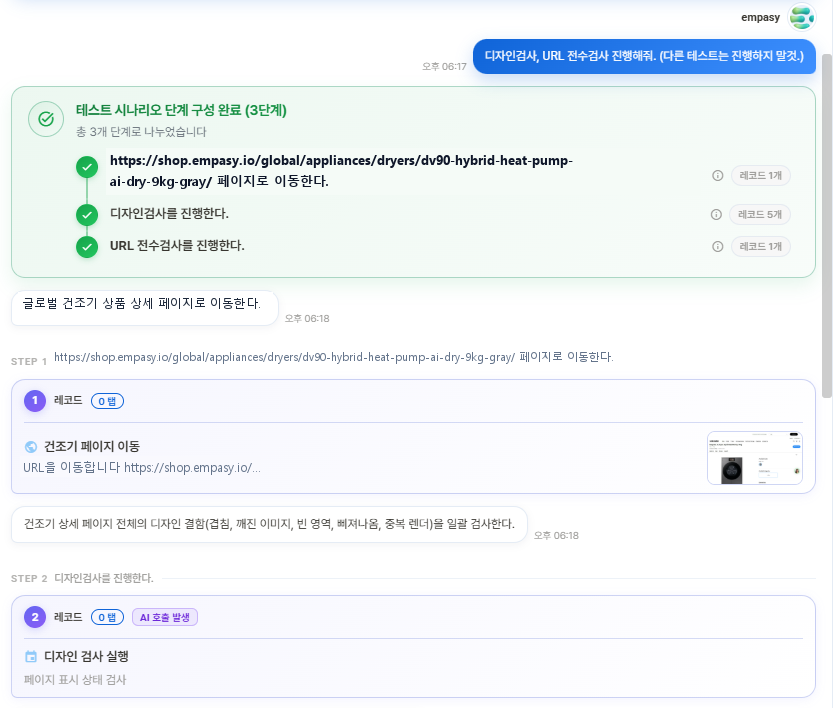 empasy
디자인검사, URL 전수검사 진행해줘. (다른 테스트는 진행하지 말것.)
오후 06:17
테스트 시나리오 단계 구성 완료 (3단계)
총 3개 단계로 나누었습니다
https://shop.empasy.io/global/appliances/dryers/dv90-hybrid-heat-pump-
ai-dry-9kg-gray/ 페이지로 이동한다.
레코드 1개
디자인검사를 진행한다.
레코드 5개
URL 전수검사를 진행한다.
레코드 1개
글로벌 건조기 상품 상세 페이지로 이동한다.
오후 06:18
STEP 1 https://shop.empasy.io/global/appliances/dryers/dv90-hybrid-heat-pump-ai-dry-9kg-gray/ 페이지로 이동한다.
1 레코드 0 탭
건조기 페이지 이동
URL을 이동합니다 https://shop.empasy.io/...
건조기 상세 페이지 전체의 디자인 결함(겹침, 깨진 이미지, 빈 영역, 삐져나옴, 중복 렌더)을 일괄 검사한다.
오후 06:18
STEP 2 디자인검사를 진행한다.
2 레코드 0 탭 AI 호출 발생
디자인 검사 실행
페이지 표시 상태 검사